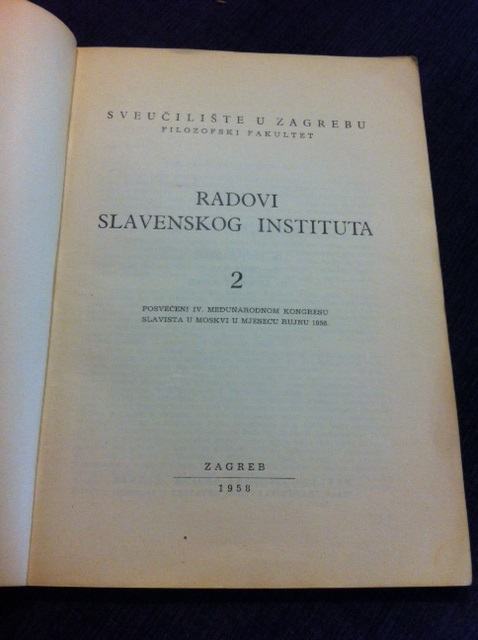 SVEUČILIŠTE U ZAGREBU
FILOZOFSKI FAKULTET
RADOVI
SLAVENSKOG INSTITUTA
2
POSVEĆENI IV. MEĐUNARODNOM KONGRESU
SLAVISTA U MOSKVI U MJESECU RUJNU 1958.
ZAGREB
1958